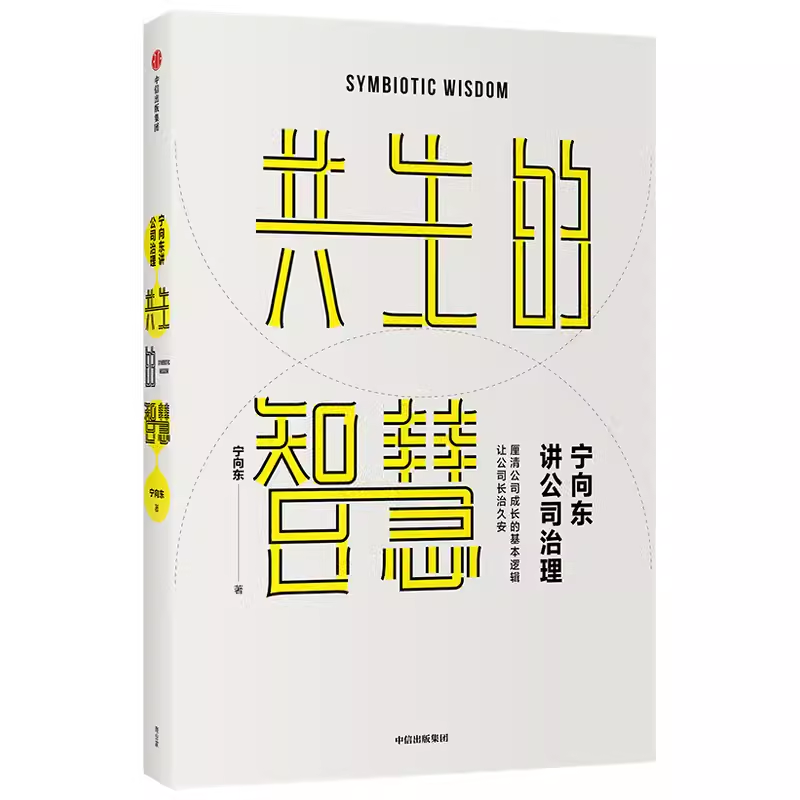 SYMBIOTIC WISDOM
共生的
智慧
宁向东
讲公司治理
厘清公司成长的基本逻辑
让公司长治久安
宁向东
著
中信出版集团
中信出版集团
宁向东讲
公司治理
共生
的
SYMBIOTIC
WISDOM
智慧
宁向东
著